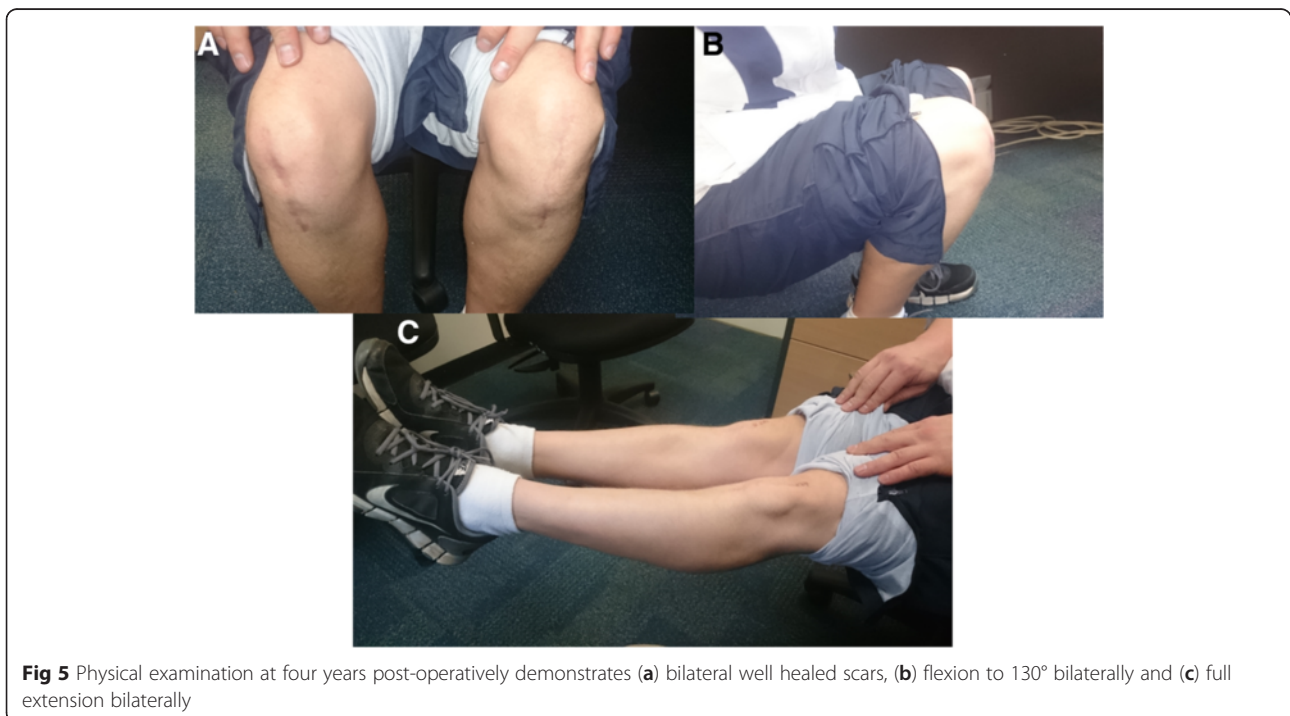 A
B
C
Fig 5 Physical examination at four years post-operatively demonstrates (a) bilateral well healed scars, (b) flexion to 130° bilaterally and (c) full
extension bilaterally